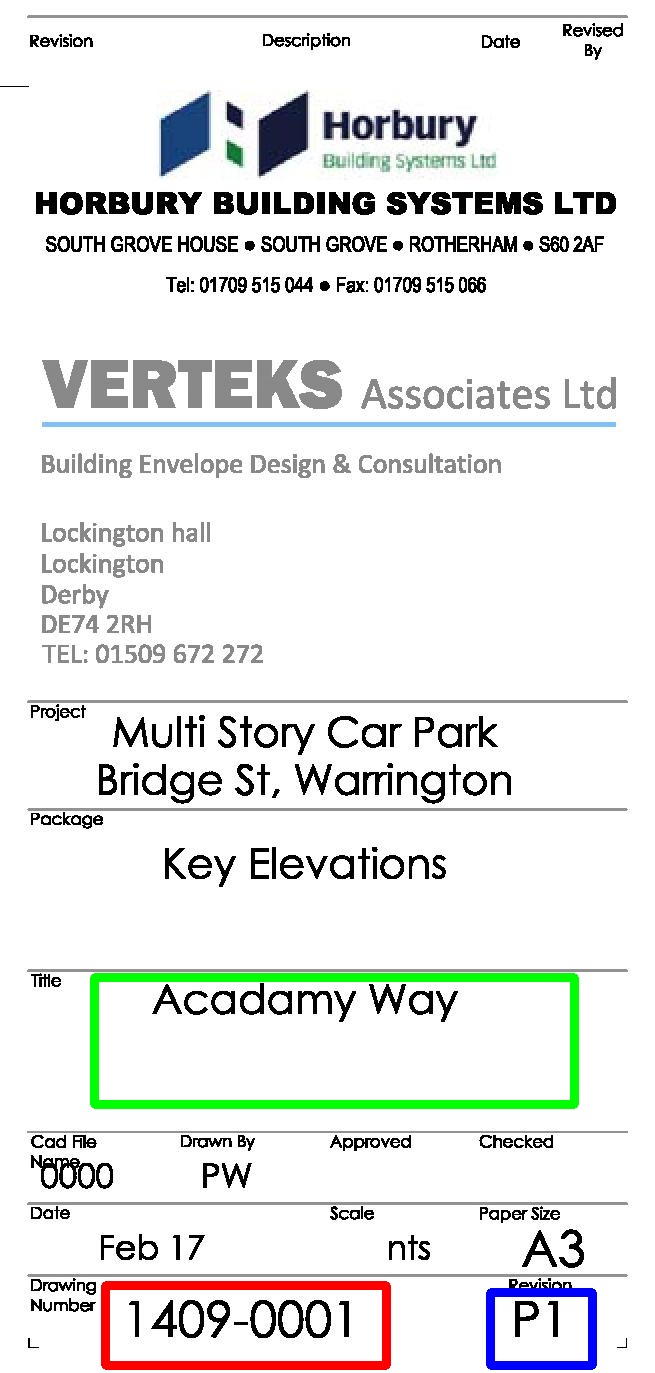 Revision Description Date Revised By
Horbury
Building Systems Ltd
HORBURY BUILDING SYSTEMS LTD
SOUTH GROVE HOUSE ● SOUTH GROVE ● ROTHERHAM ● S60 2AF
Tel: 01709 515 044 ● Fax: 01709 515 066
VERTEKS Associates Ltd
Building Envelope Design & Consultation
Lockington hall
Lockington
Derby
DE74 2RH
TEL: 01509 672 272
Project
Multi Story Car Park
Bridge St, Warrington
Package
Key Elevations
Title
Acadamy Way
Cad File Name Drawn By Approved Checked
0000 PW
Date Scale Paper Size
Feb 17 nts A3
Drawing Number Revision
1409-0001 P1